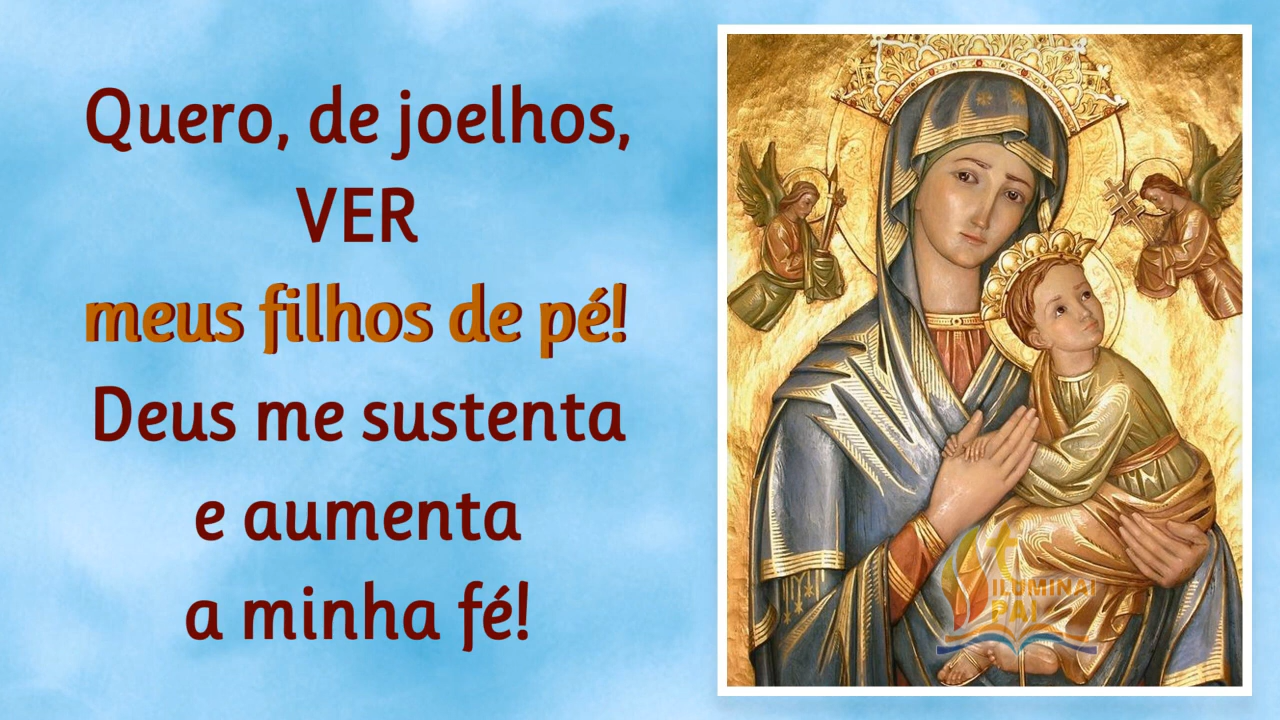 Quero, de joelhos,
VER
meus filhos de pé!
Deus me sustenta
e aumenta
a minha fé!
ILUMINAI
PAI